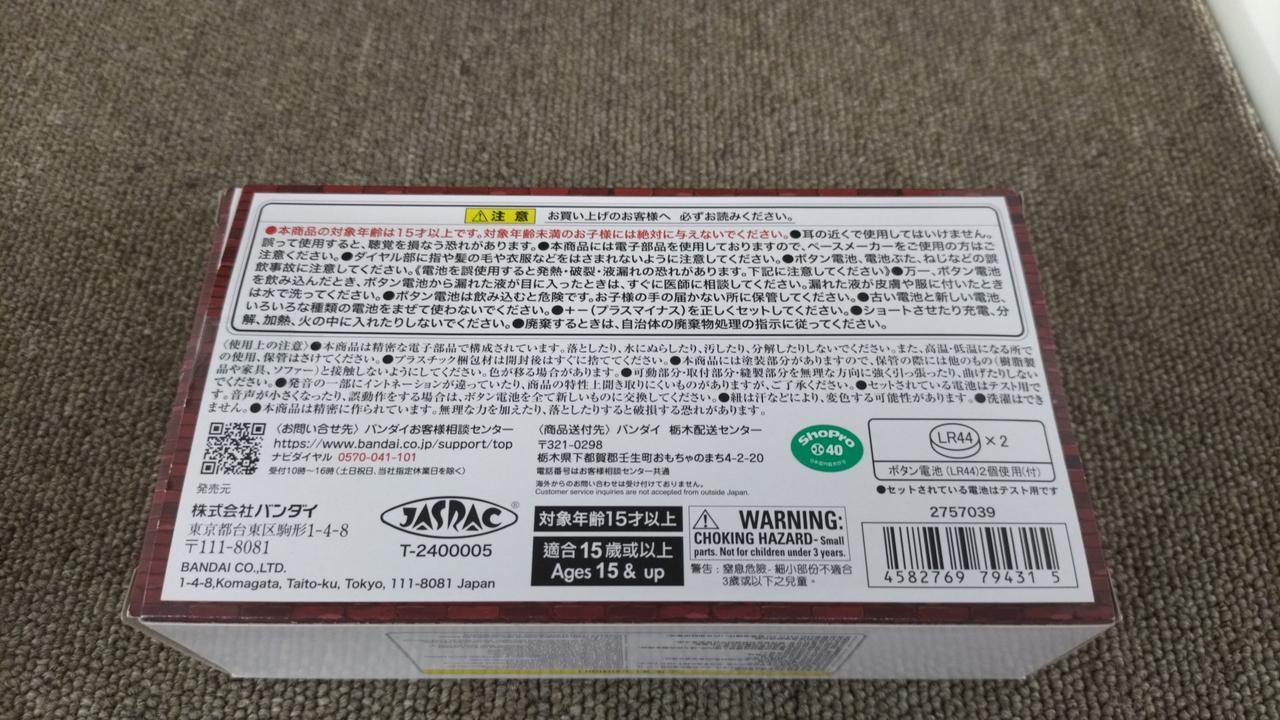 ⚠注意 お買い上げのお客様へ 必ずお読みください。
●本商品の対象年齢は15才以上です。対象年齢未満のお子様には絶対に与えないでください。●耳の近くで使用してはいけません。
誤って使用すると、聴覚を損なう恐れがあります。●本商品には電子部品を使用しておりますので、ペースメーカーをご使用の方はご
注意ください。●ダイヤル部に指や髪の毛や衣服などをはさまないように注意してください。●ボタン電池、電池ぶた、ねじなどの誤
飲事故に注意してください。《電池を誤使用すると発熱・破裂・液漏れの恐れがあります。下記に注意してください》●万一、ボタン電池
を飲み込んだとき、ボタン電池から漏れた液が目に入ったときは、すぐに医師に相談してください。漏れた液が皮膚や服に付いたとき
は水で洗ってください。●ボタン電池は飲み込むと危険です。お子様の手の届かない所に保管してください。●古い電池と新しい電池、
いろいろな種類の電池をまぜて使わないでください。●+−(プラスマイナス)を正しくセットしてください。●ショートさせたり充電、分
解、加熱、火の中に入れたりしないでください。●廃棄するときは、自治体の廃棄物処理の指示に従ってください。
〈使用上の注意〉●本商品は精密な電子部品で構成されています。落としたり、水にぬらしたり、汚したり、分解したりしないでください。また、高温・低温になる所で
の使用、保管はさけてください。●プラスチック梱包材は開封後はすぐに捨ててください。●本商品には塗装部分がありますので、保管の際には他のもの(樹脂製
品や家具、ソファー)と接触しないようにしてください。色が移る場合があります。●可動部分・取付部分・縫製部分を無理な方向に強く引っ張ったり、曲げたりしない
でください。●発音の一部にイントネーションが違っていたり、商品の特性上聞き取りにくいものがありますが、ご了承ください。●セットされている電池はテスト用で
す。音声が小さくなったり、誤動作をする場合は、ボタン電池を全て新しいものに交換してください。●紐は汗などにより、変色する可能性があります。●洗濯はでき
ません。●本商品は精密に作られています。無理な力を加えたり、落としたりすると破損する恐れがあります。
〈お問い合せ先〉バンダイお客様相談センター
https://www.bandai.co.jp/support/top
ナビダイヤル 0570-041-101
受付10時〜16時(土日祝日、当社指定休業日を除く)
〈商品送付先〉バンダイ 栃木配送センター
〒321-0298
栃木県下都賀郡壬生町おもちゃのまち4-2-20
電話番号はお客様相談センター共通
海外からのお問い合わせは受け付けておりません。
Customer service inquiries are not accepted from outside Japan.
ShoPro
40
LR44 ×2
ボタン電池(LR44)2個使用(付)
●セットされている電池はテスト用です
発売元
株式会社バンダイ
東京都台東区駒形1-4-8
〒111-8081
BANDAI CO.,LTD.
1-4-8,Komagata, Taito-ku, Tokyo, 111-8081 Japan
JASRAC®
T-2400005
対象年齢15才以上
適合15歲或以上
Ages 15 & up
⚠WARNING:
CHOKING HAZARD- Small
parts. Not for children under 3 years.
警告:窒息危險-細小部份不適合
3歲或以下之兒童。
2757039
4582769 79431 5